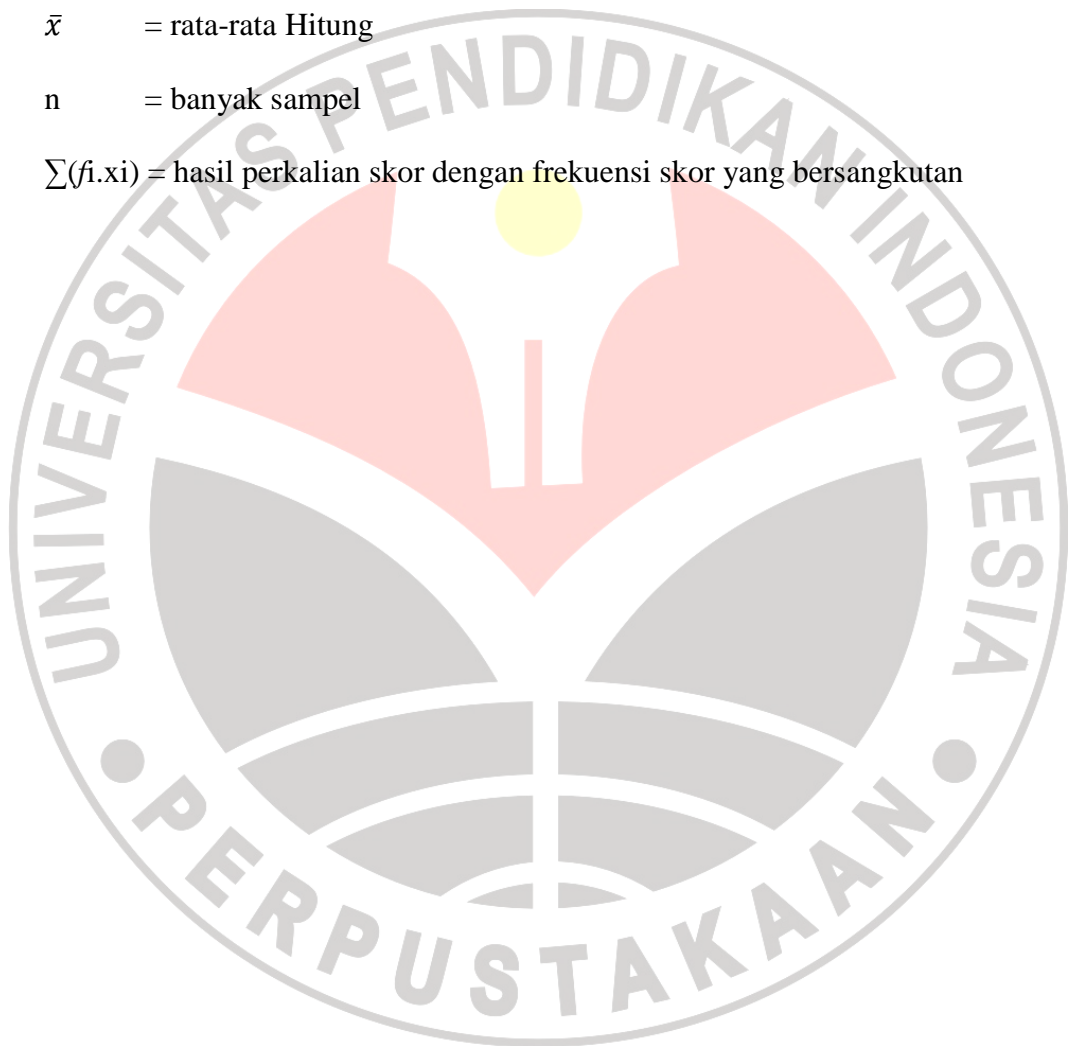 x̄ = rata-rata Hitung
n = banyak sampel
∑(fi.xi) = hasil perkalian skor dengan frekuensi skor yang bersangkutan
UNIVERSITAS PENDIDIKAN INDONESIA
PERPUSTAKAAN